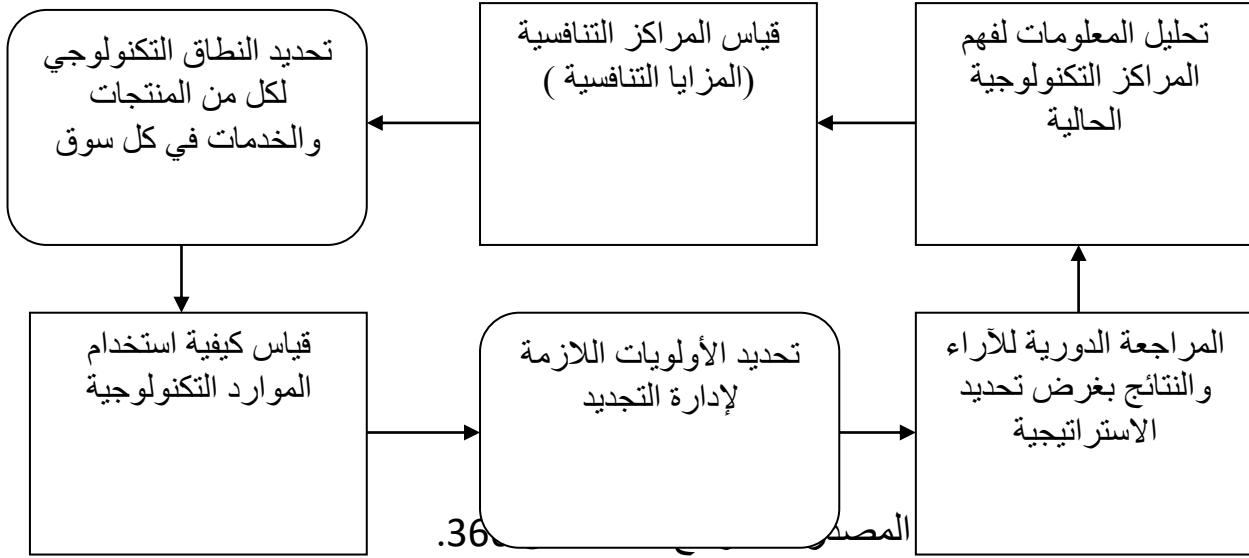 تحليل المعلومات لفهم
المراكز التكنولوجية
الحالية
قياس المراكز التنافسية
(المزايا التنافسية )
تحديد النطاق التكنولوجي
لكل من المنتجات
والخدمات في كل سوق
قياس كيفية استخدام
الموارد التكنولوجية
تحديد الأولويات اللازمة
لإدارة التجديد
المراجعة الدورية للآراء
والنتائج بغرض تحديد
الاستراتيجية